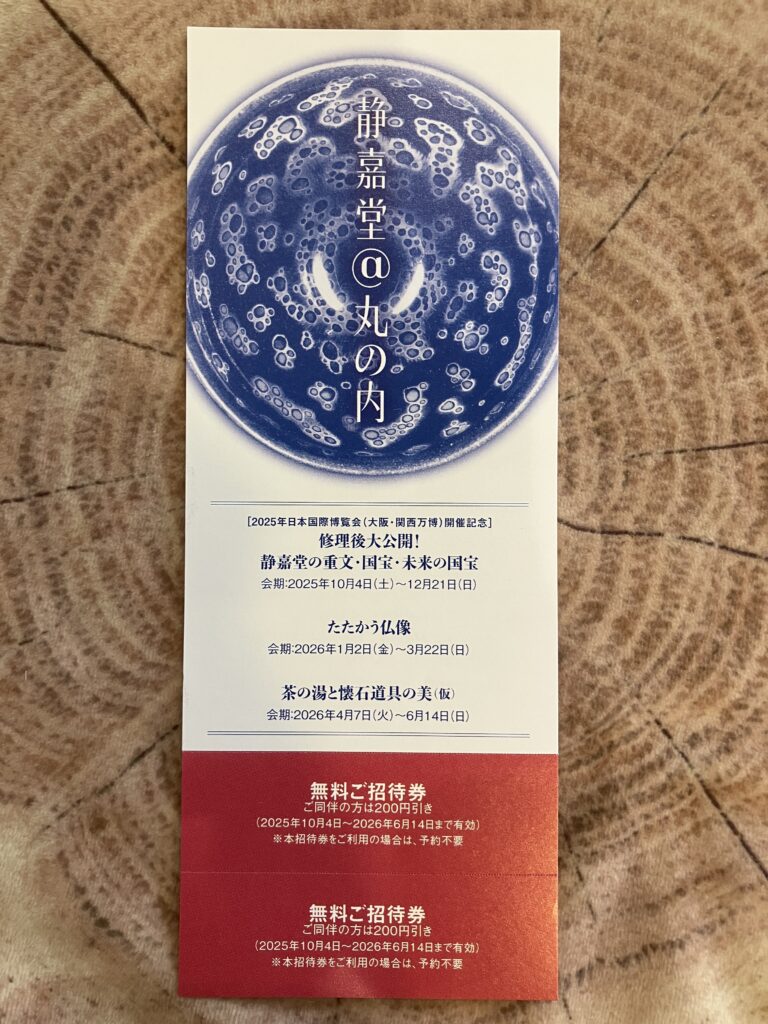 静嘉堂@丸の内
[2025年日本国際博覧会(大阪・関西万博)開催記念]
修理後大公開!
静嘉堂の重文・国宝・未来の国宝
会期:2025年10月4日(土)〜12月21日(日)
たたかう仏像
会期:2026年1月2日(金)〜3月22日(日)
茶の湯と懐石道具の美(仮)
会期:2026年4月7日(火)〜6月14日(日)
無料ご招待券
ご同伴の方は200円引き
(2025年10月4日〜2026年6月14日まで有効)
※本招待券をご利用の場合は、予約不要
無料ご招待券
ご同伴の方は200円引き
(2025年10月4日〜2026年6月14日まで有効)
※本招待券をご利用の場合は、予約不要